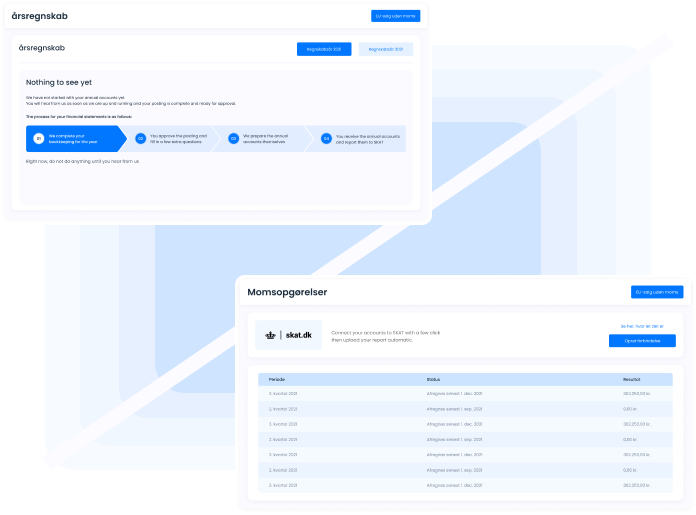 årsregnskab
EU salg uden moms
årsregnskab
Regnskabsår 2021
Regnskabsår 2021
Nothing to see yet
We have not started with your annual accounts yet.
You will hear from us as soon as we are up and running and your posting is complete and ready for approval.
The process for your financial statements is as follows:
01
We complete your
bookkeeping for the year.
02
You approve the posting and
fill in a few extra questions
03
We prepare the annual
accounts themselves
04
You receive the annual accounts
and report them to SKAT
Right now, do not do anything until you hear from us.
Momsopgørelser
EU salg uden moms
skat.dk
Connect your accounts to SKAT with a few click
then upload your report automatic.
Se her, hvor let det er
Opret forbindelse
Periode Status Resultat
3. kvartal 2021 Afregnes senest 1. dec. 2021 383.250,00 kr.
2. kvartal 2021 Afregnes senest 1. sep. 2021 0,00 kr.
3. kvartal 2021 Afregnes senest 1. dec. 2021 383.250,00 kr.
2. kvartal 2021 Afregnes senest 1. sep. 2021 0,00 kr.
3. kvartal 2021 Afregnes senest 1. dec. 2021 383.250,00 kr.
2. kvartal 2021 Afregnes senest 1. sep. 2021 0,00 kr.
3. kvartal 2021 Afregnes senest 1. dec. 2021 383.250,00 kr.